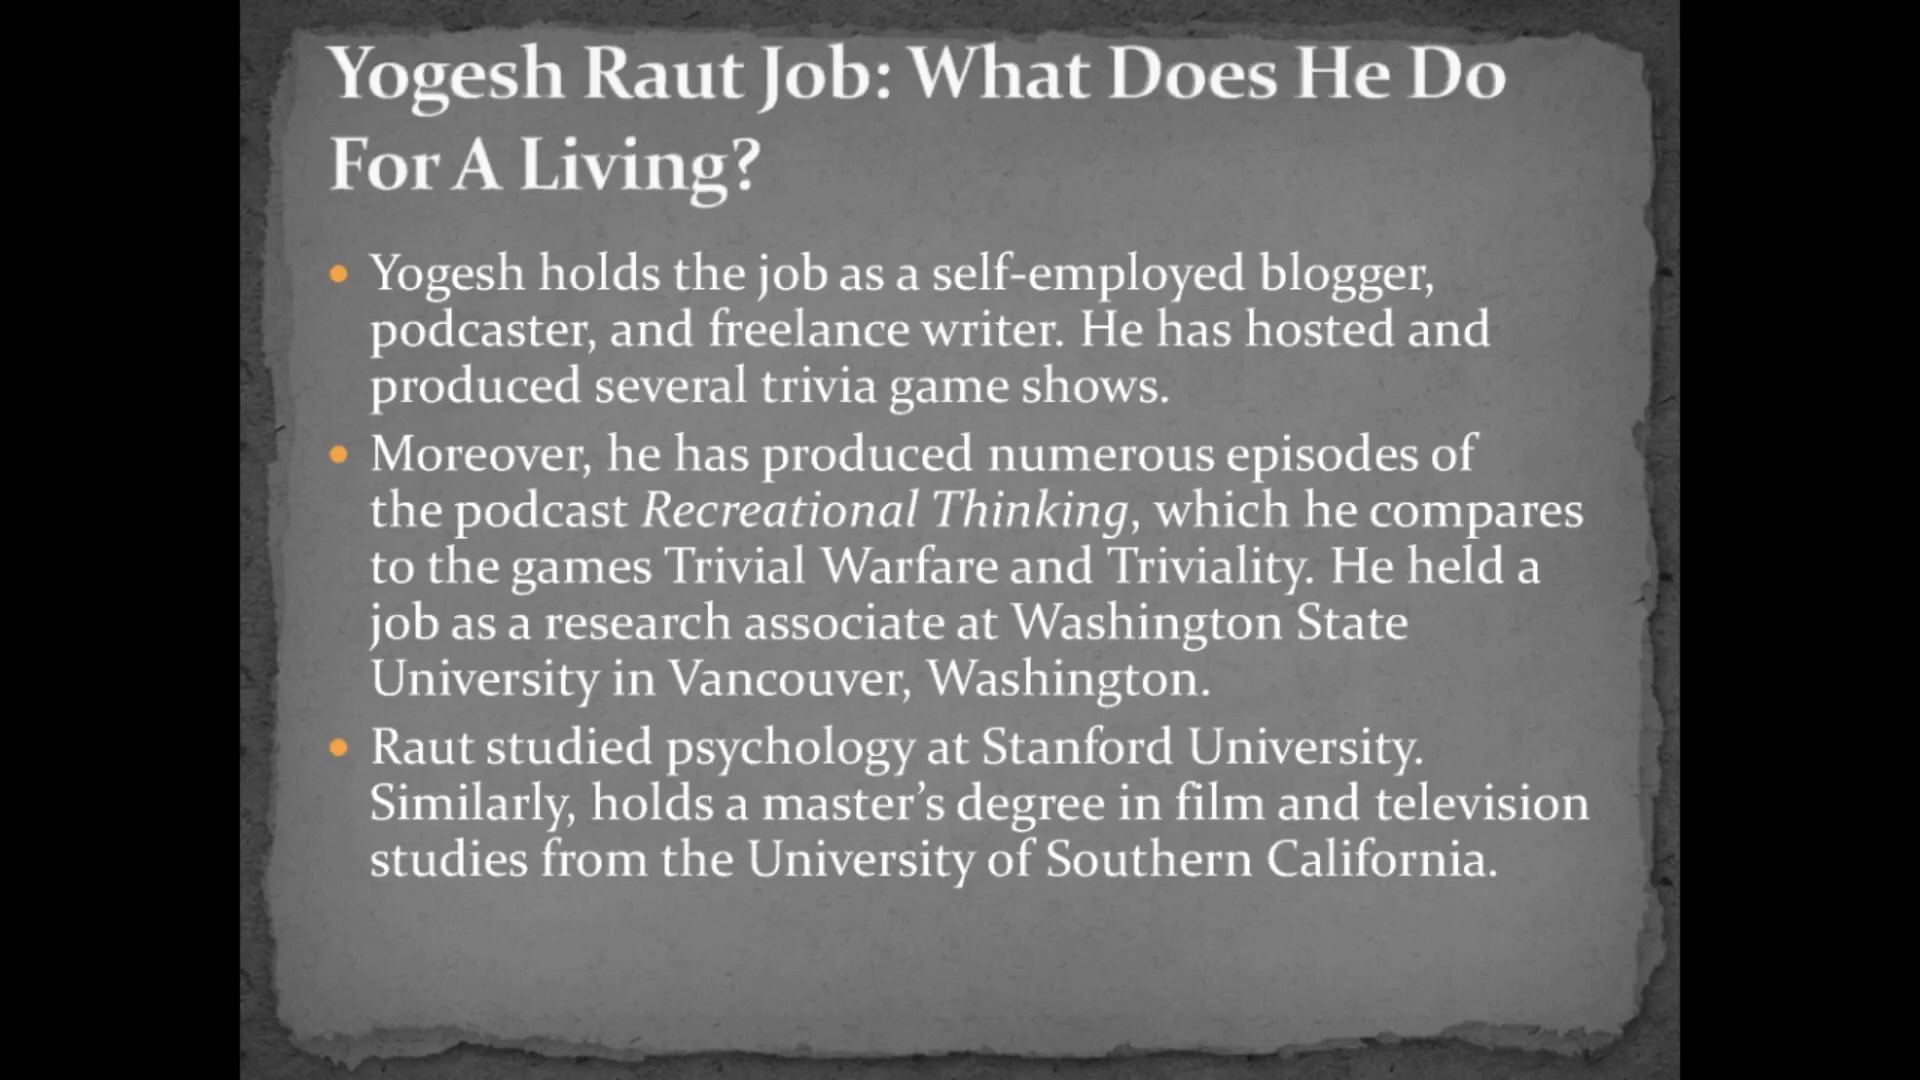 Yogesh Raut Job: What Does He Do
For A Living?
• Yogesh holds the job as a self-employed blogger,
podcaster, and freelance writer. He has hosted and
produced several trivia game shows.
• Moreover, he has produced numerous episodes of
the podcast Recreational Thinking, which he compares
to the games Trivial Warfare and Triviality. He held a
job as a research associate at Washington State
University in Vancouver, Washington.
• Raut studied psychology at Stanford University.
Similarly, holds a master’s degree in film and television
studies from the University of Southern California.